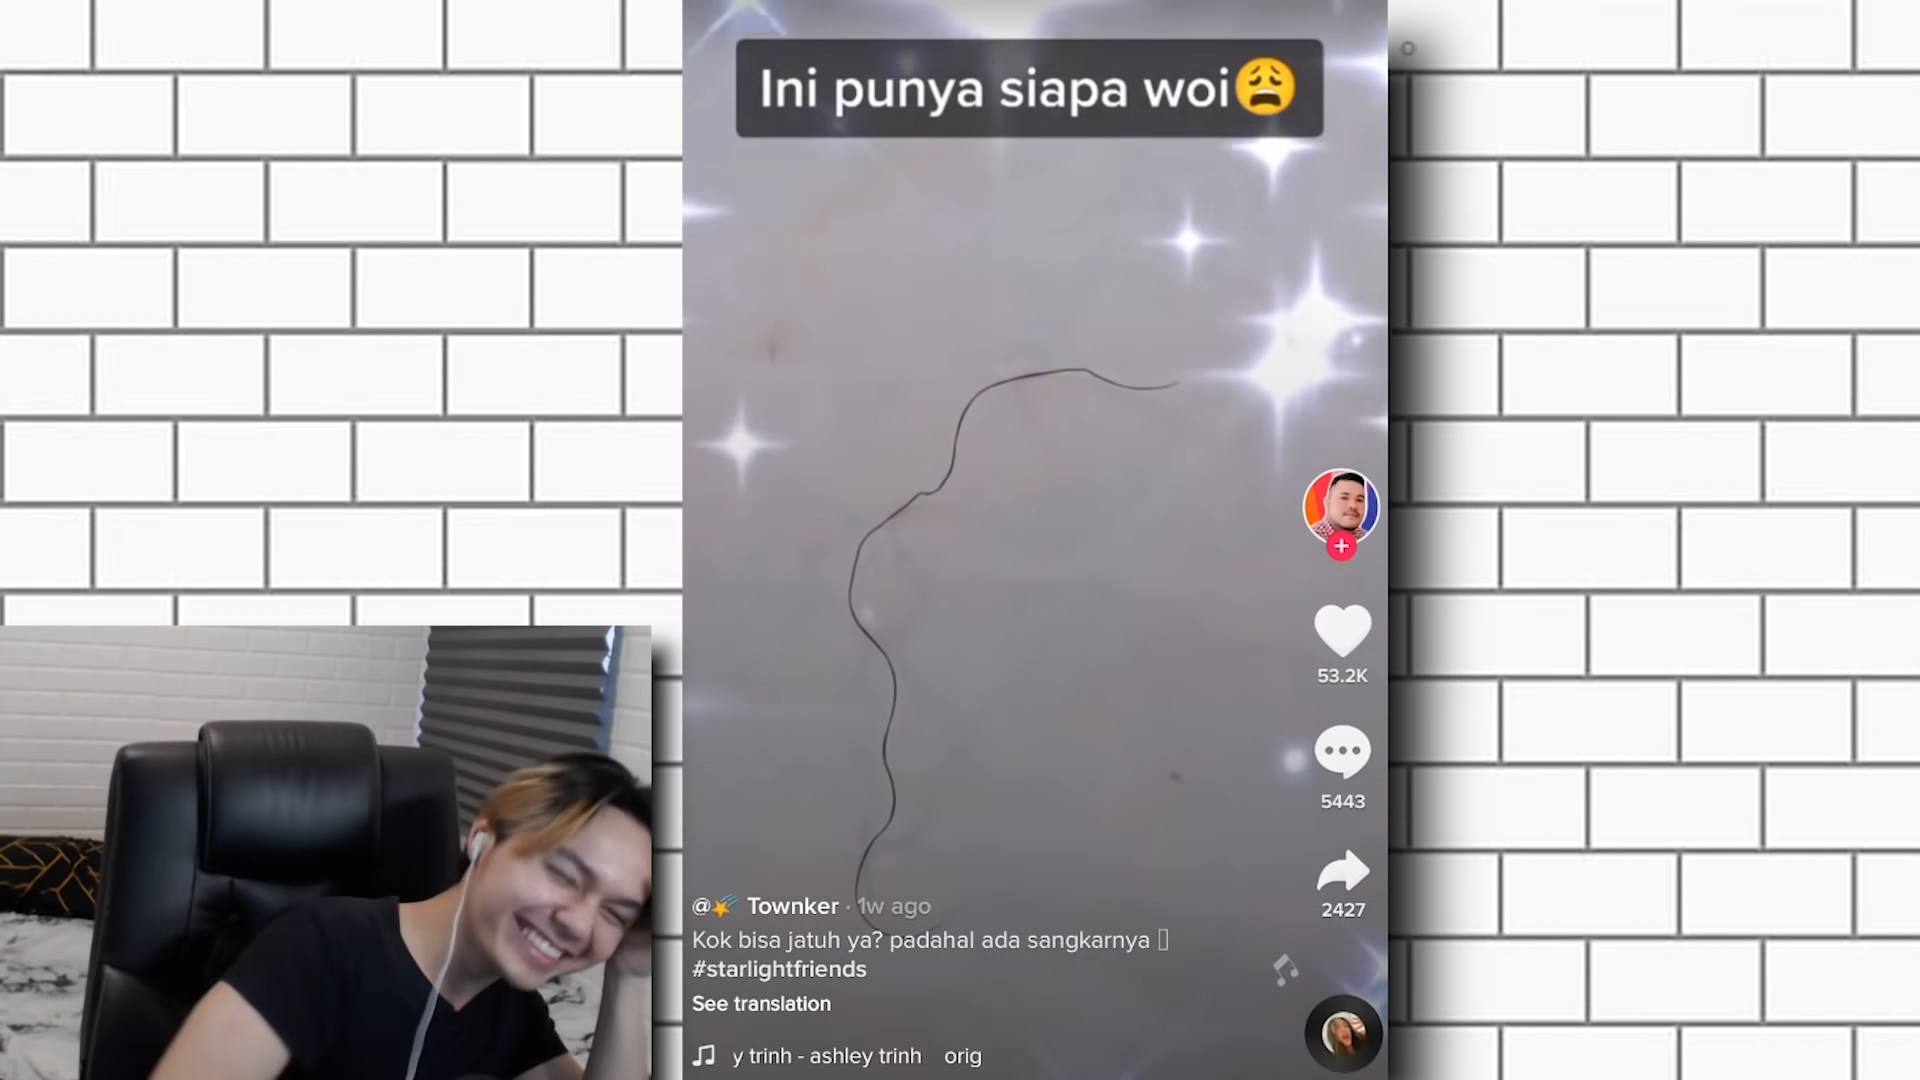 Ini punya siapa woi😩
53.2K
5443
2427
@🌠 Townker · 1w ago
Kok bisa jatuh ya? padahal ada sangkarnya
#starlightfriends
See translation
y trinh - ashley trinh orig